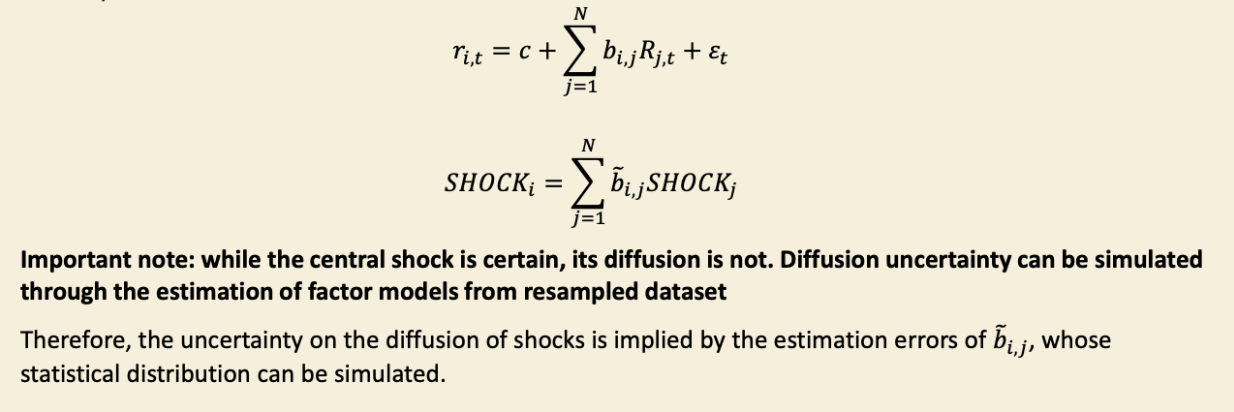 r_{i,t} = c + \sum_{j=1}^{N} b_{i,j} R_{j,t} + ε_t
SHOCK_i = \sum_{j=1}^{N} \tilde{b}_{i,j} SHOCK_j
Important note: while the central shock is certain, its diffusion is not. Diffusion uncertainty can be simulated
through the estimation of factor models from resampled dataset
Therefore, the uncertainty on the diffusion of shocks is implied by the estimation errors of \tilde{b}_{i,j}, whose
statistical distribution can be simulated.